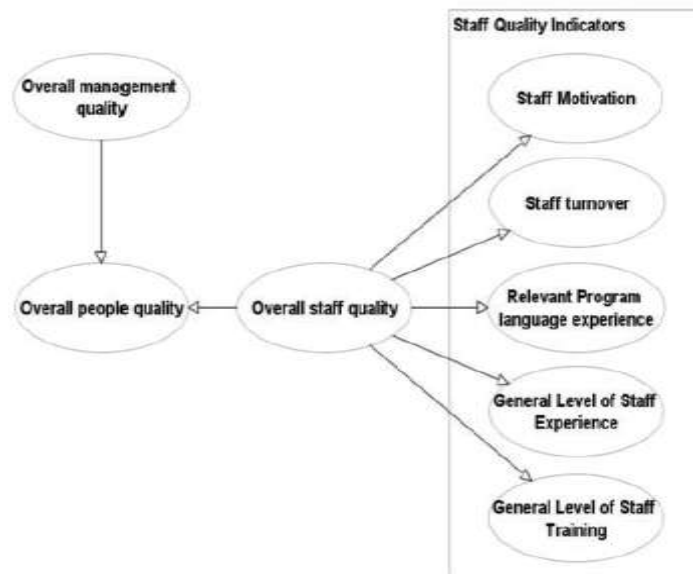 Staff Quality Indicators
Overall management
quality
Staff Motivation
Staff turnover
Overall people quality
Overall staff quality
Relevant Program
language experience
General Level of Staff
Experience
General Level of Staff
Training